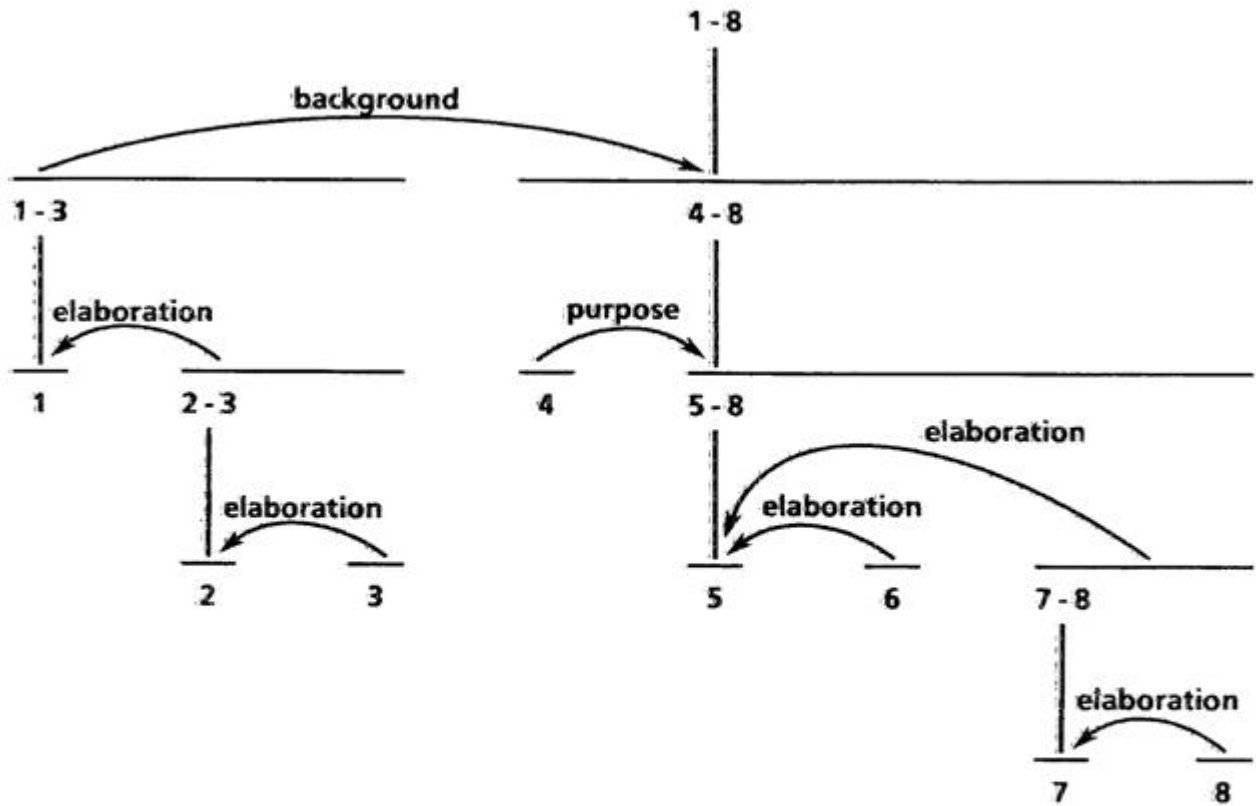 1 - 8
background
1 - 3
4 - 8
elaboration
purpose
1
2 - 3
4
5 - 8
elaboration
elaboration
elaboration
2
3
5
6
7 - 8
elaboration
7
8